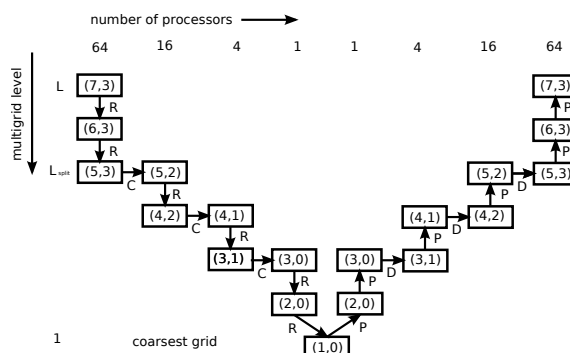 number of processors
64 16 4 1 1 4 16 64
multigrid level
L (7,3) (7,3)
R P
(6,3) (6,3)
R P
L split (5,3) (5,2) (5,2) (5,3)
C R P D
(4,2) (4,1) (4,1) (4,2)
C R P D
(3,1) (3,0) (3,0) (3,1)
C R P D
(2,0) (2,0)
R P
1 coarsest grid (1,0)